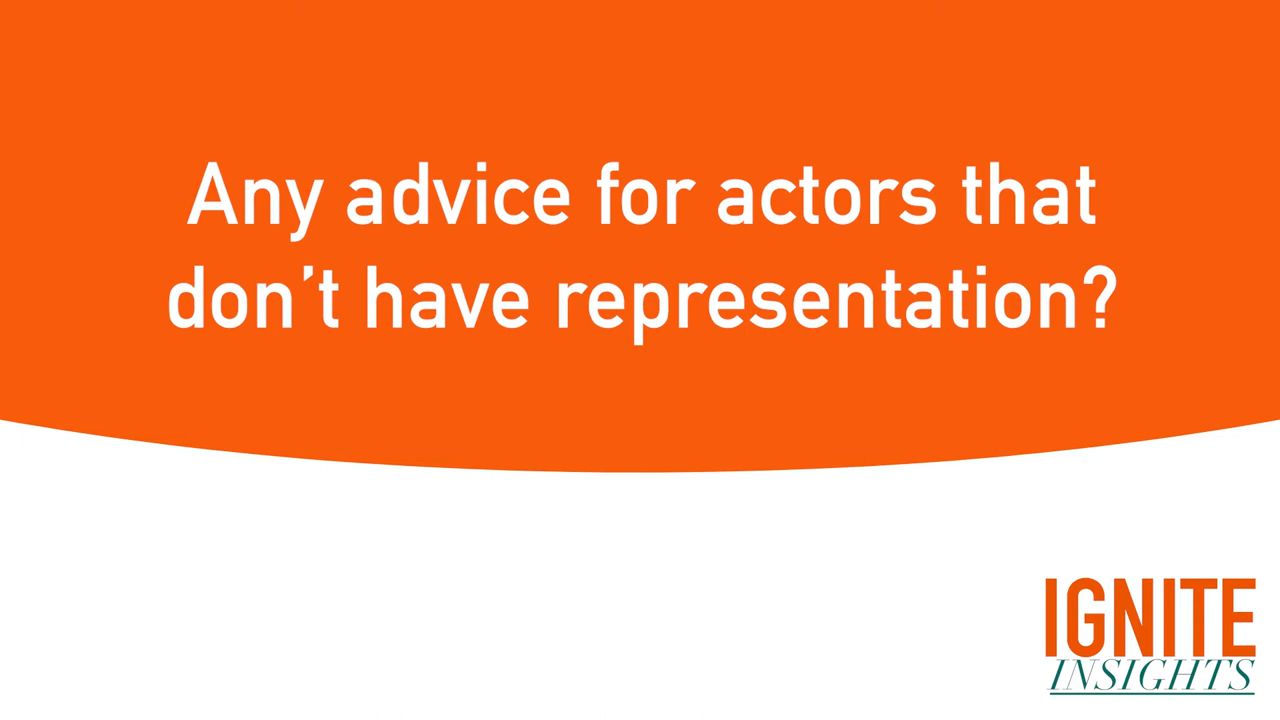 Any advice for actors that
don’t have representation?
IGNITE
INSIGHTS